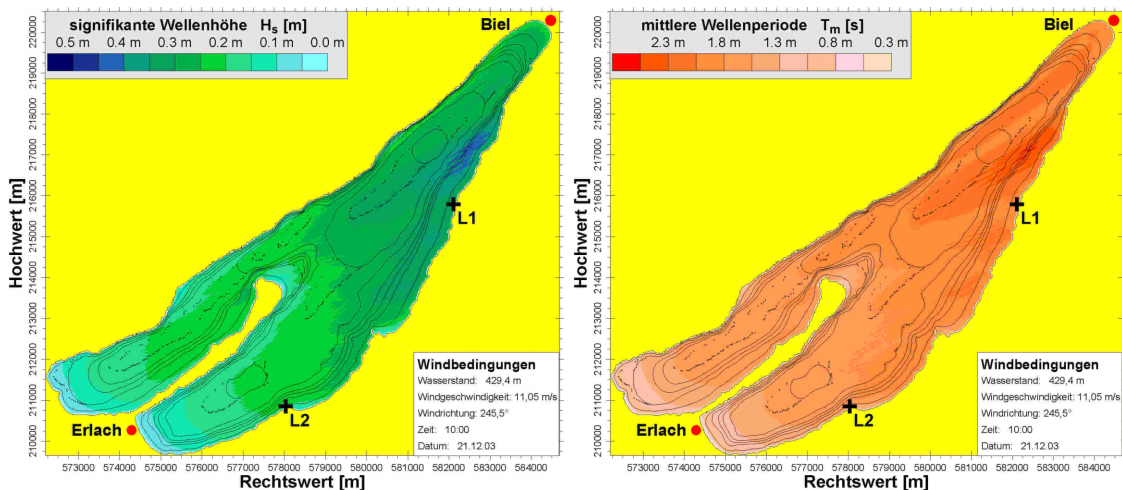 signifikante Wellenhöhe Hs [m]
0.5 m 0.4 m 0.3 m 0.2 m 0.1 m 0.0 m
Biel
L1
L2
Erlach
Windbedingungen
Wasserstand: 429,4 m
Windgeschwindigkeit: 11,05 m/s
Windrichtung: 245,5°
Zeit: 10:00
Datum: 21.12.03
Hochwert [m]
220000
219000
218000
217000
216000
215000
214000
213000
212000
211000
210000
573000 574000 575000 576000 577000 578000 579000 580000 581000 582000 583000 584000
Rechtswert [m]
mittlere Wellenperiode Tm [s]
2.3 m 1.8 m 1.3 m 0.8 m 0.3 m
Biel
L1
L2
Erlach
Windbedingungen
Wasserstand: 429,4 m
Windgeschwindigkeit: 11,05 m/s
Windrichtung: 245,5°
Zeit: 10:00
Datum: 21.12.03
Hochwert [m]
220000
219000
218000
217000
216000
215000
214000
213000
212000
211000
210000
573000 574000 575000 576000 577000 578000 579000 580000 581000 582000 583000 584000
Rechtswert [m]